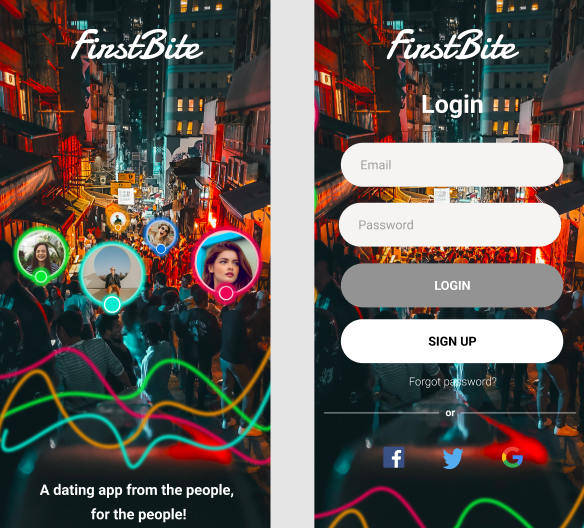 FirstBite
A dating app from the people,
for the people!
FirstBite
Login
Email
Password
LOGIN
SIGN UP
Forgot password?
or